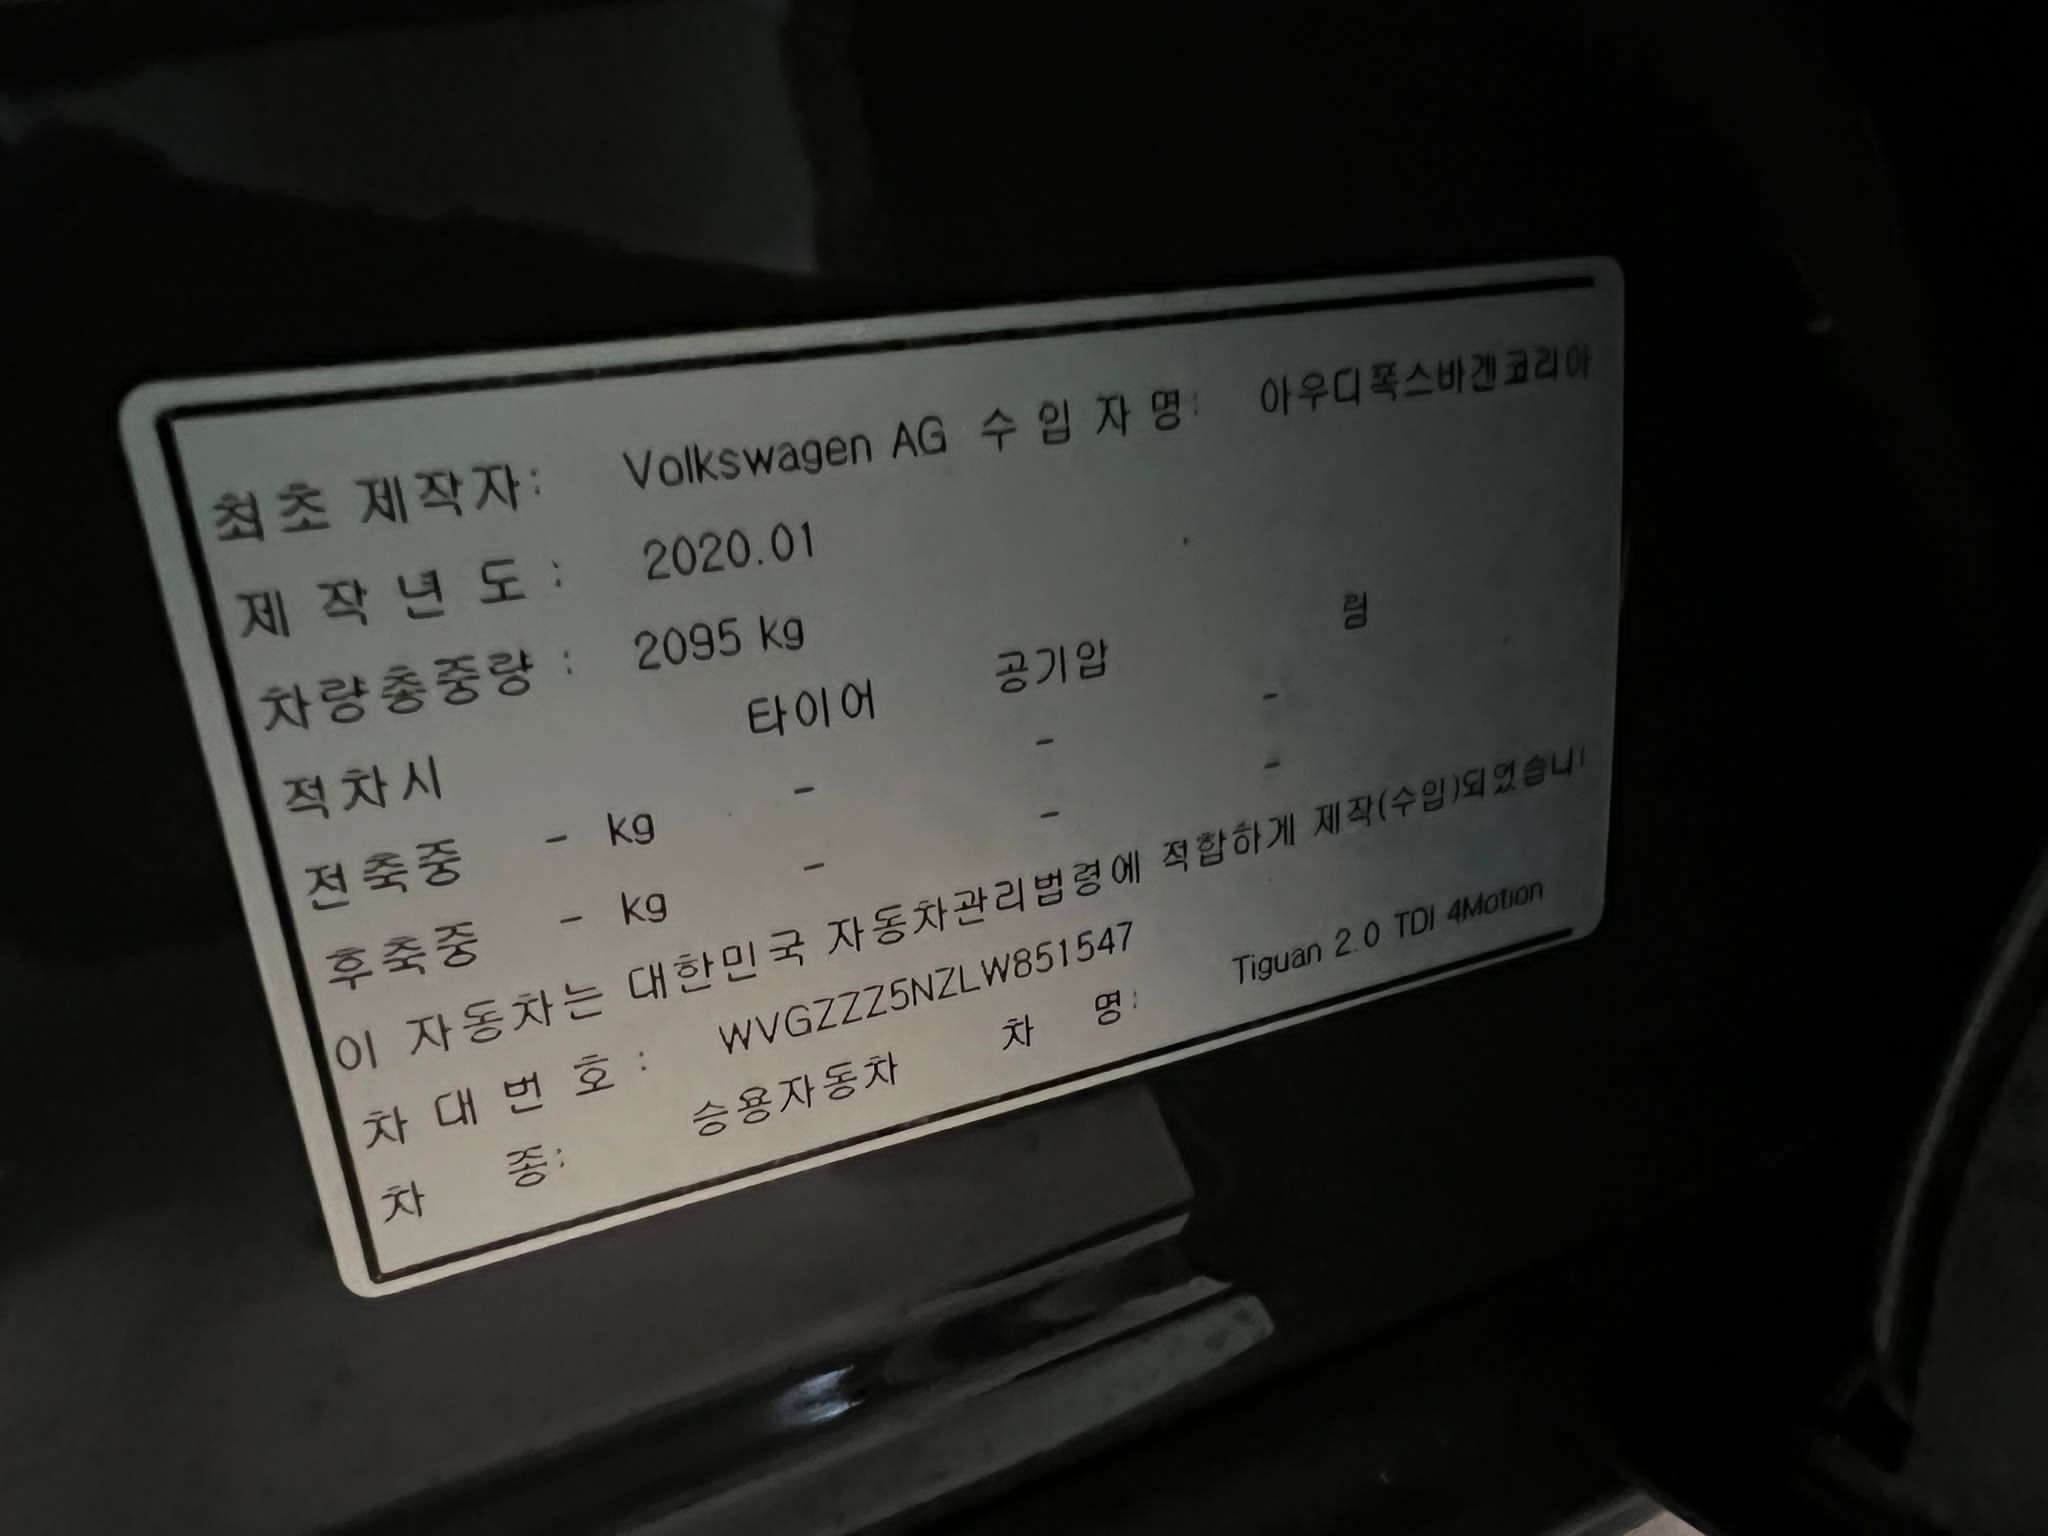 최초 제작자: Volkswagen AG 수 입 자 명: 아우디폭스바겐코리아
제 작 년 도 : 2020.01
차량총중량 : 2095 kg
타이어 공기압 림
적차시
전축중 - kg - - -
후축중 - kg - - -
이 자동차는 대한민국 자동차관리법령에 적합하게 제작(수입)되었습니
차 대 번 호 : WVGZZZ5NZLW851547
차 종: 승용자동차 차 명: Tiguan 2.0 TDI 4Motion